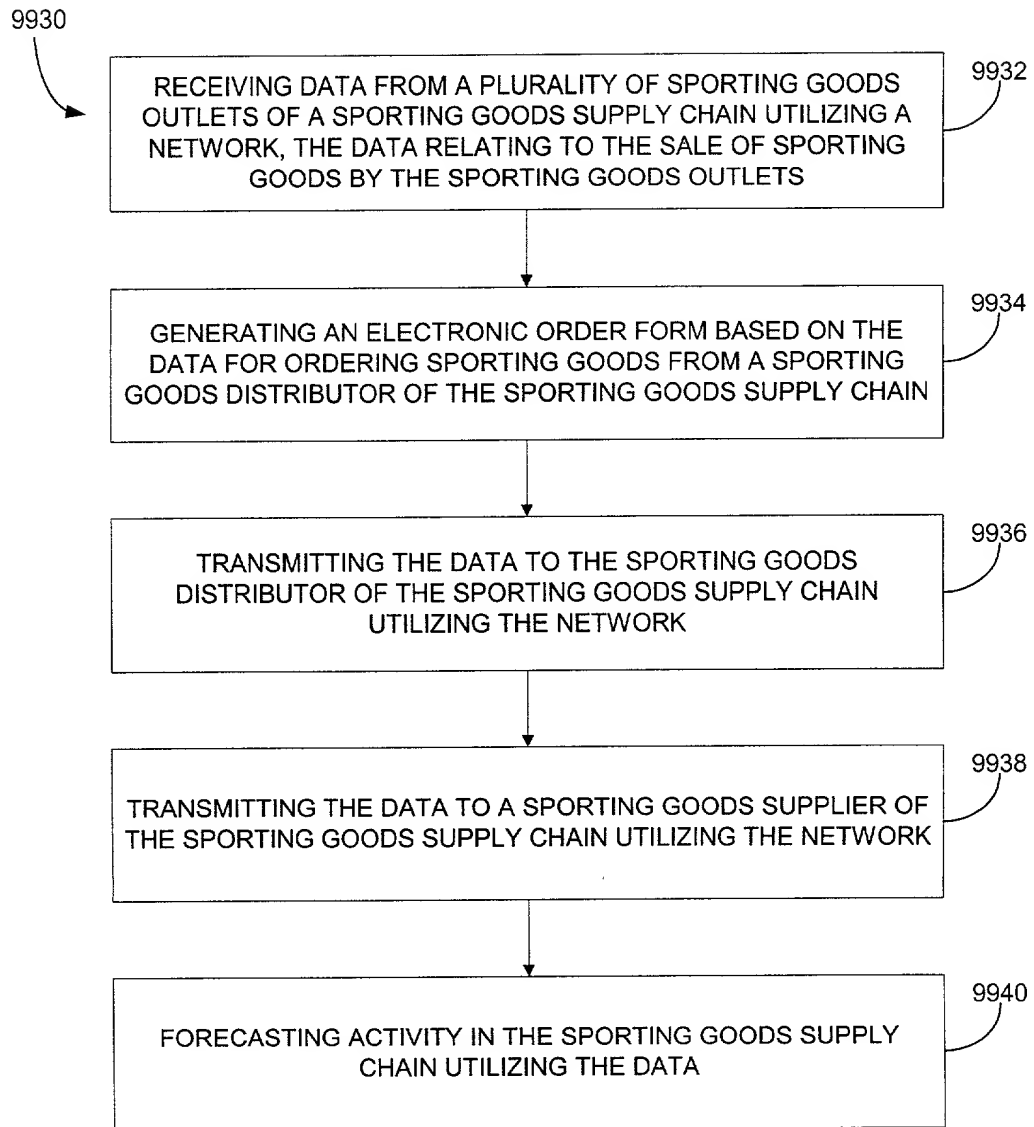 9930
9932
RECEIVING DATA FROM A PLURALITY OF SPORTING GOODS
OUTLETS OF A SPORTING GOODS SUPPLY CHAIN UTILIZING A
NETWORK, THE DATA RELATING TO THE SALE OF SPORTING
GOODS BY THE SPORTING GOODS OUTLETS
9934
GENERATING AN ELECTRONIC ORDER FORM BASED ON THE
DATA FOR ORDERING SPORTING GOODS FROM A SPORTING
GOODS DISTRIBUTOR OF THE SPORTING GOODS SUPPLY CHAIN
9936
TRANSMITTING THE DATA TO THE SPORTING GOODS
DISTRIBUTOR OF THE SPORTING GOODS SUPPLY CHAIN
UTILIZING THE NETWORK
9938
TRANSMITTING THE DATA TO A SPORTING GOODS SUPPLIER OF
THE SPORTING GOODS SUPPLY CHAIN UTILIZING THE NETWORK
9940
FORECASTING ACTIVITY IN THE SPORTING GOODS SUPPLY
CHAIN UTILIZING THE DATA